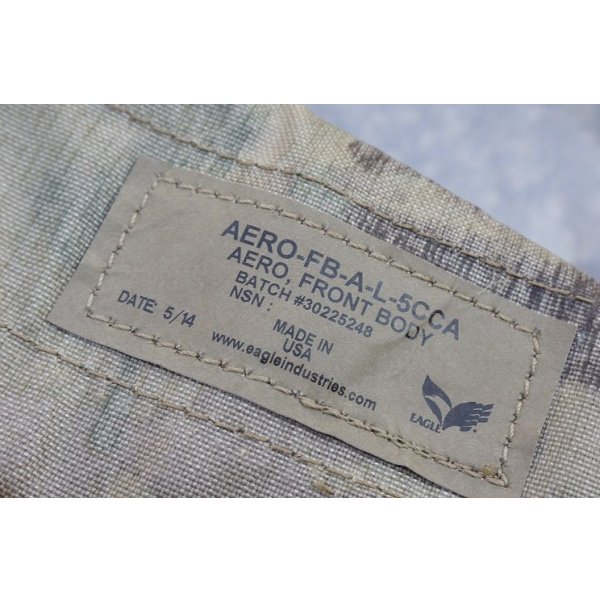 AERO-FB-A-L-5CCA
AERO, FRONT BODY
BATCH #30225248
NSN :
DATE: 5/14
MADE IN
USA
www.eagleindustries.com
EAGLE